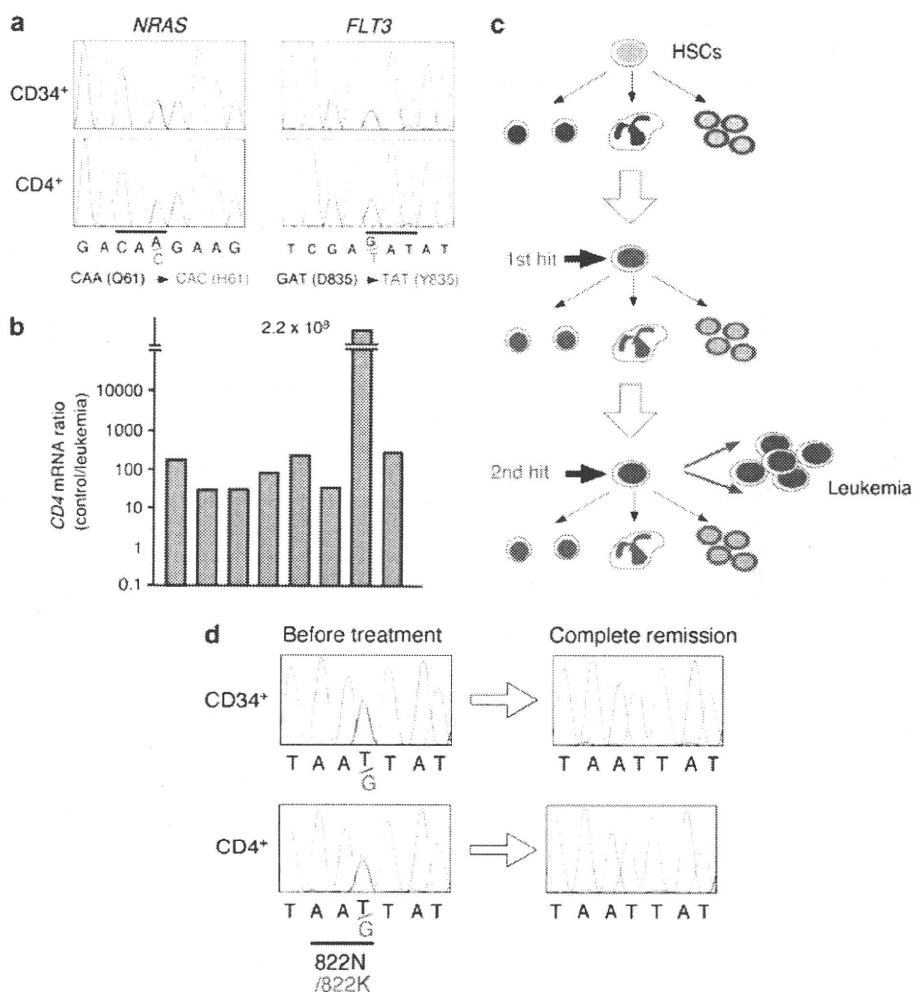 a
NRAS
FLT3
CD34+
CD4+
G A C A A G A A G
C
T C G A G A T A T
T
CAA (Q61) CAC (H61)
GAT (D835) TAT (Y835)
b
2.2 x 10⁸
CD4 mRNA ratio
(control/leukemia)
10000
1000
100
10
1
0.1
c
HSCs
1st hit
2nd hit
Leukemia
d
Before treatment
Complete remission
CD34+
T A A T T A T
G
T A A T T A T
CD4+
T A A T T A T
G
T A A T T A T
822N
/822K